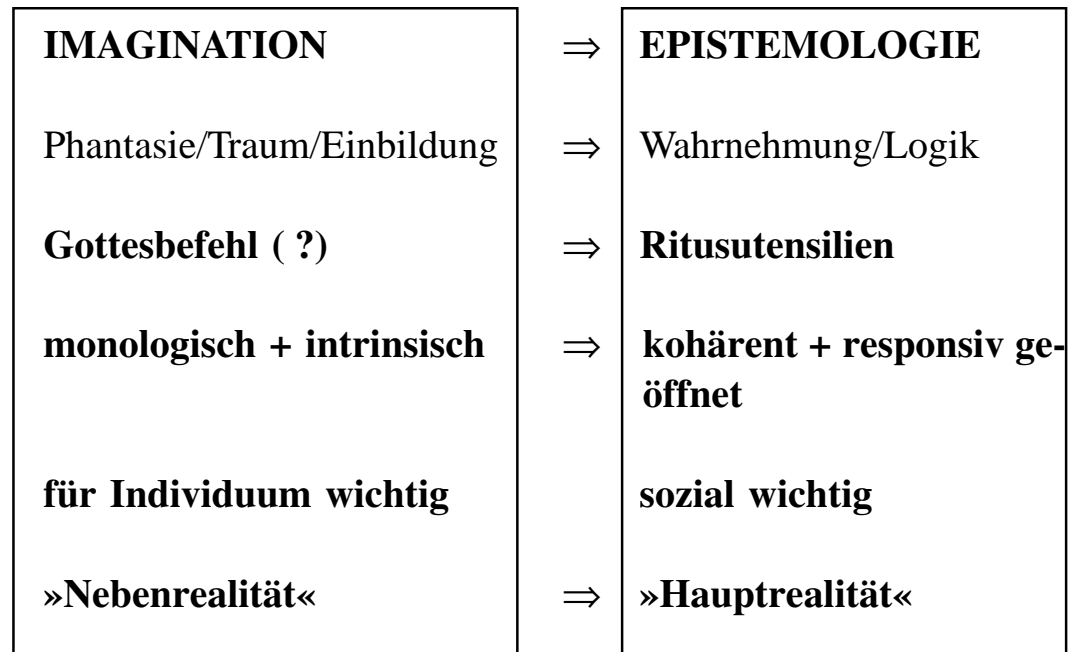 IMAGINATION ⇒ EPISTEMOLOGIE
Phantasie/Traum/Einbildung ⇒ Wahrnehmung/Logik
Gottesbefehl ( ?) ⇒ Ritusutensilien
monologisch + intrinsisch ⇒ kohärent + responsiv ge-
öffnet
für Individuum wichtig sozial wichtig
»Nebenrealität« ⇒ »Hauptrealität«